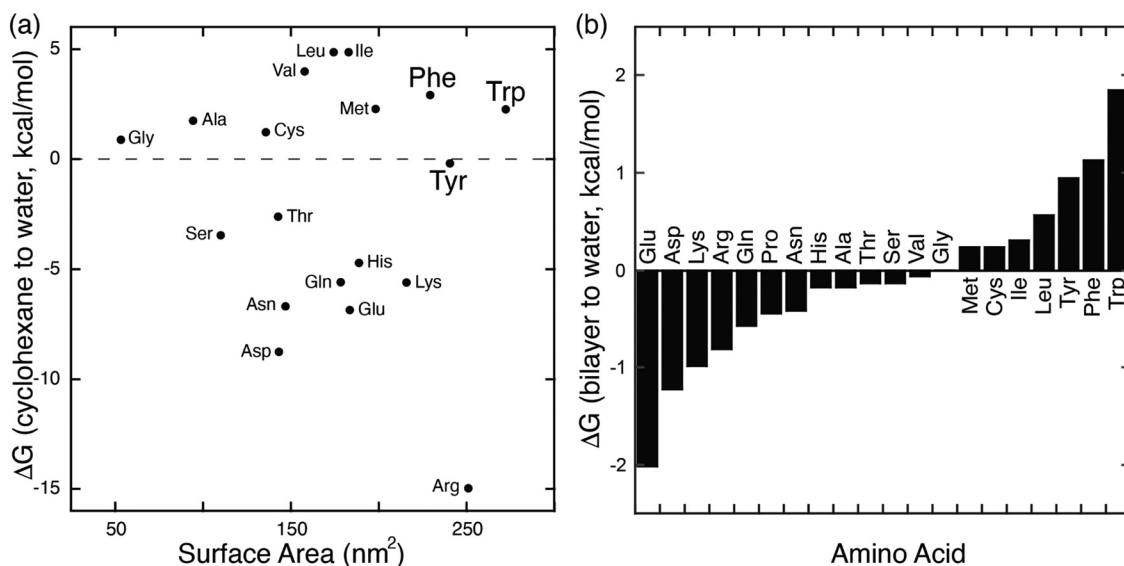 (a)
ΔG (cyclohexane to water, kcal/mol)
5
0
-5
-10
-15
Leu
Ile
Val
Phe
Trp
Met
Ala
Cys
Gly
Tyr
Thr
Ser
His
Gln
Lys
Asn
Glu
Asp
Arg
50
150
250
Surface Area (nm²)
(b)
ΔG (bilayer to water, kcal/mol)
2
1
0
-1
-2
Glu
Asp
Lys
Arg
Gln
Pro
Asn
His
Ala
Thr
Ser
Val
Gly
Met
Cys
Ile
Leu
Tyr
Phe
Trp
Amino Acid